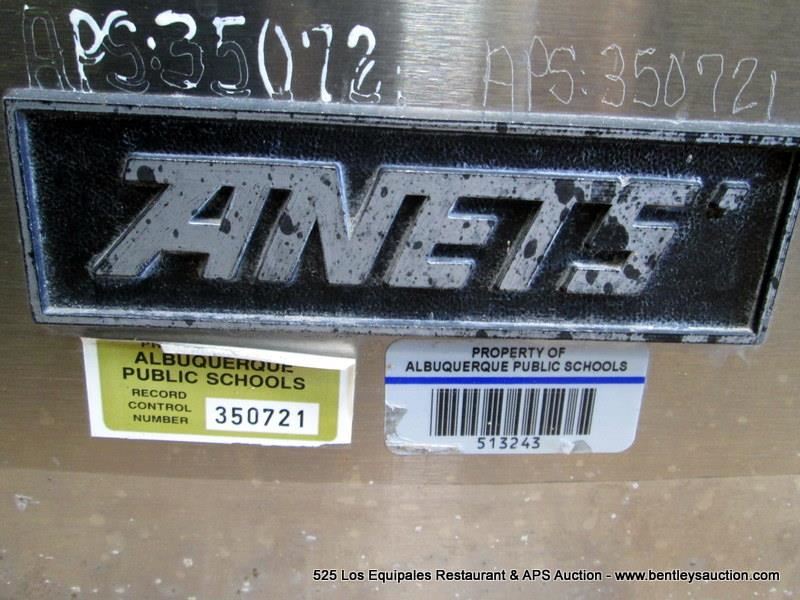 APS:35072
APS:350721
ANETS
ALBUQUERQUE
PUBLIC SCHOOLS
RECORD
CONTROL
NUMBER 350721
PROPERTY OF
ALBUQUERQUE PUBLIC SCHOOLS
513243
525 Los Equipales Restaurant & APS Auction - www.bentleysauction.com